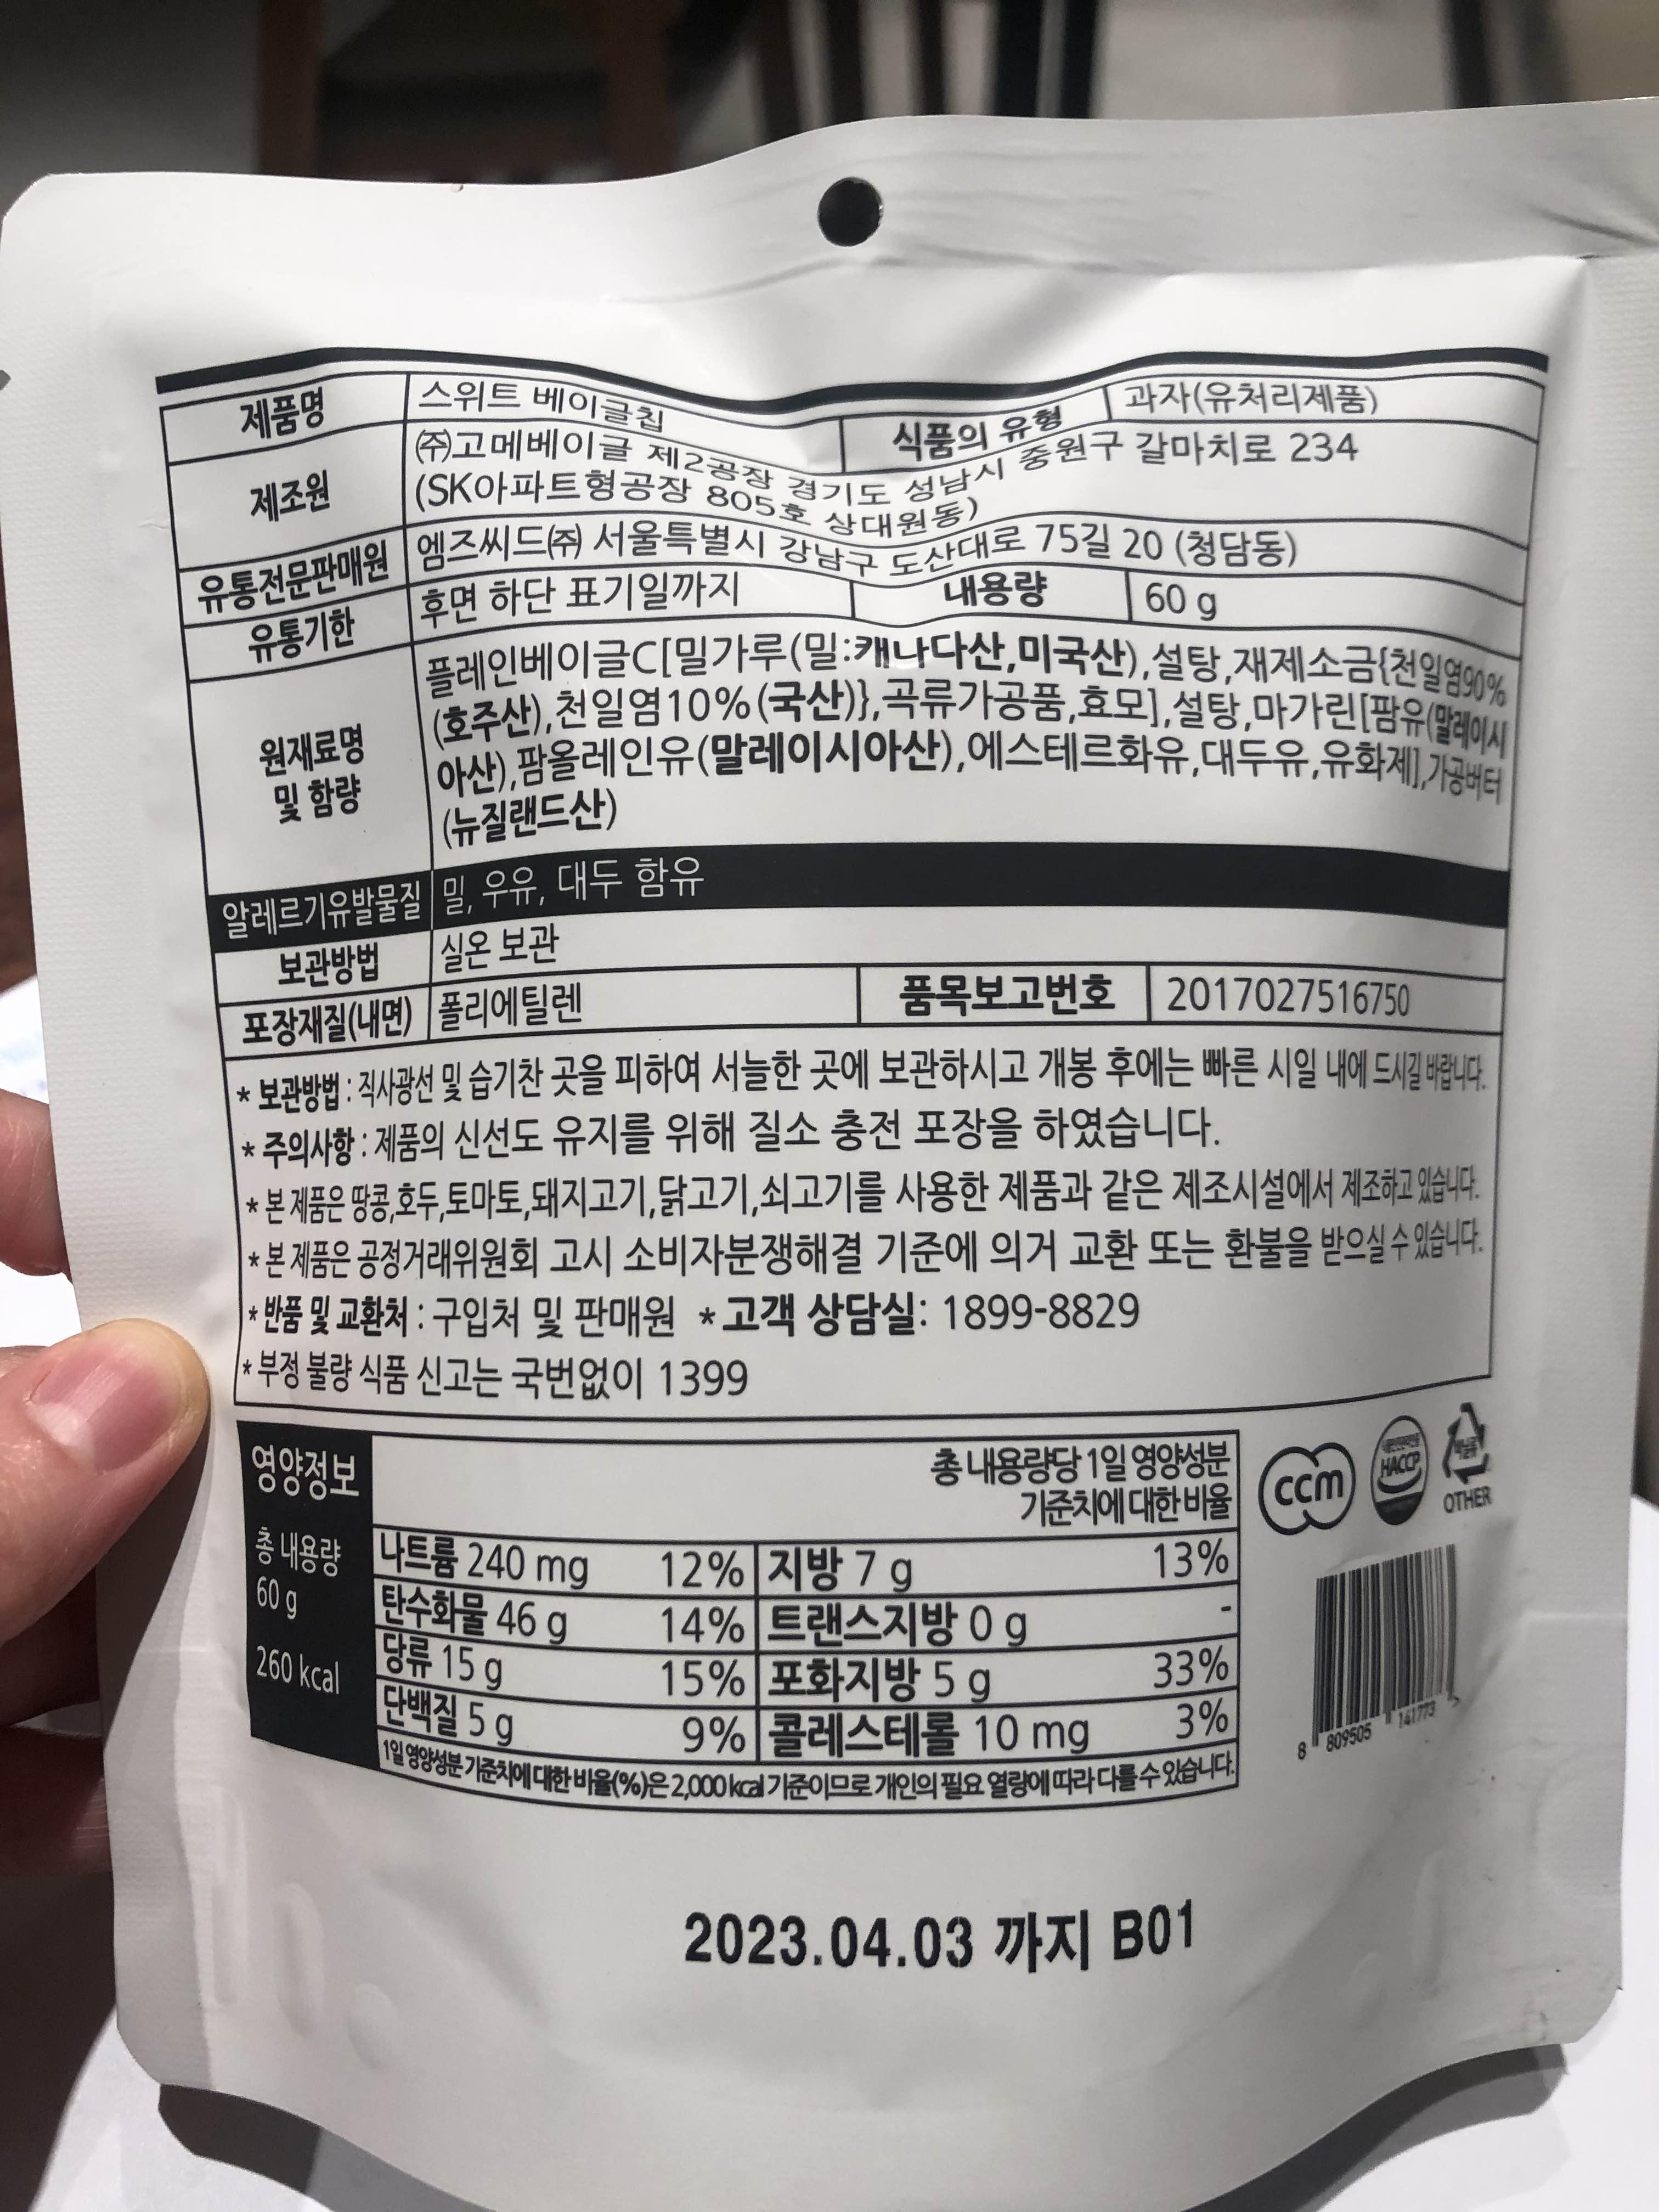 제품명 스위트 베이글칩 식품의 유형 과자(유처리제품)
제조원 ㈜고메베이글 제2공장 경기도 성남시 중원구 갈마치로 234
(SK아파트형공장 805호 상대원동)
유통전문판매원 엠즈씨드㈜ 서울특별시 강남구 도산대로 75길 20 (청담동)
유통기한 후면 하단 표기일까지 내용량 60 g
원재료명 및 함량
플레인베이글C[밀가루(밀:캐나다산,미국산),설탕,재제소금{천일염90%
(호주산),천일염10%(국산)},곡류가공품,효모],설탕,마가린[팜유(말레이시
아산),팜올레인유(말레이시아산),에스테르화유,대두유,유화제],가공버터
(뉴질랜드산)
알레르기유발물질 밀, 우유, 대두 함유
보관방법 실온 보관
포장재질(내면) 폴리에틸렌 품목보고번호 2017027516750
* 보관방법 : 직사광선 및 습기찬 곳을 피하여 서늘한 곳에 보관하시고 개봉 후에는 빠른 시일 내에 드시길 바랍니다.
* 주의사항 : 제품의 신선도 유지를 위해 질소 충전 포장을 하였습니다.
* 본 제품은 땅콩,호두,토마토,돼지고기,닭고기,쇠고기를 사용한 제품과 같은 제조시설에서 제조하고 있습니다.
* 본 제품은 공정거래위원회 고시 소비자분쟁해결 기준에 의거 교환 또는 환불을 받으실 수 있습니다.
* 반품 및 교환처 : 구입처 및 판매원 * 고객 상담실: 1899-8829
* 부정 불량 식품 신고는 국번없이 1399
영양정보
총 내용량
60 g
260 kcal
총 내용량당 1일 영양성분
기준치에 대한 비율
나트륨 240 mg 12% 지방 7 g 13%
탄수화물 46 g 14% 트랜스지방 0 g -
당류 15 g 15% 포화지방 5 g 33%
단백질 5 g 9% 콜레스테롤 10 mg 3%
1일 영양성분 기준치에 대한 비율(%)은 2,000 kcal 기준이므로 개인의 필요 열량에 따라 다를 수 있습니다.
ccm
HACCP
OTHER
8 809505 141773
2023.04.03 까지 B01